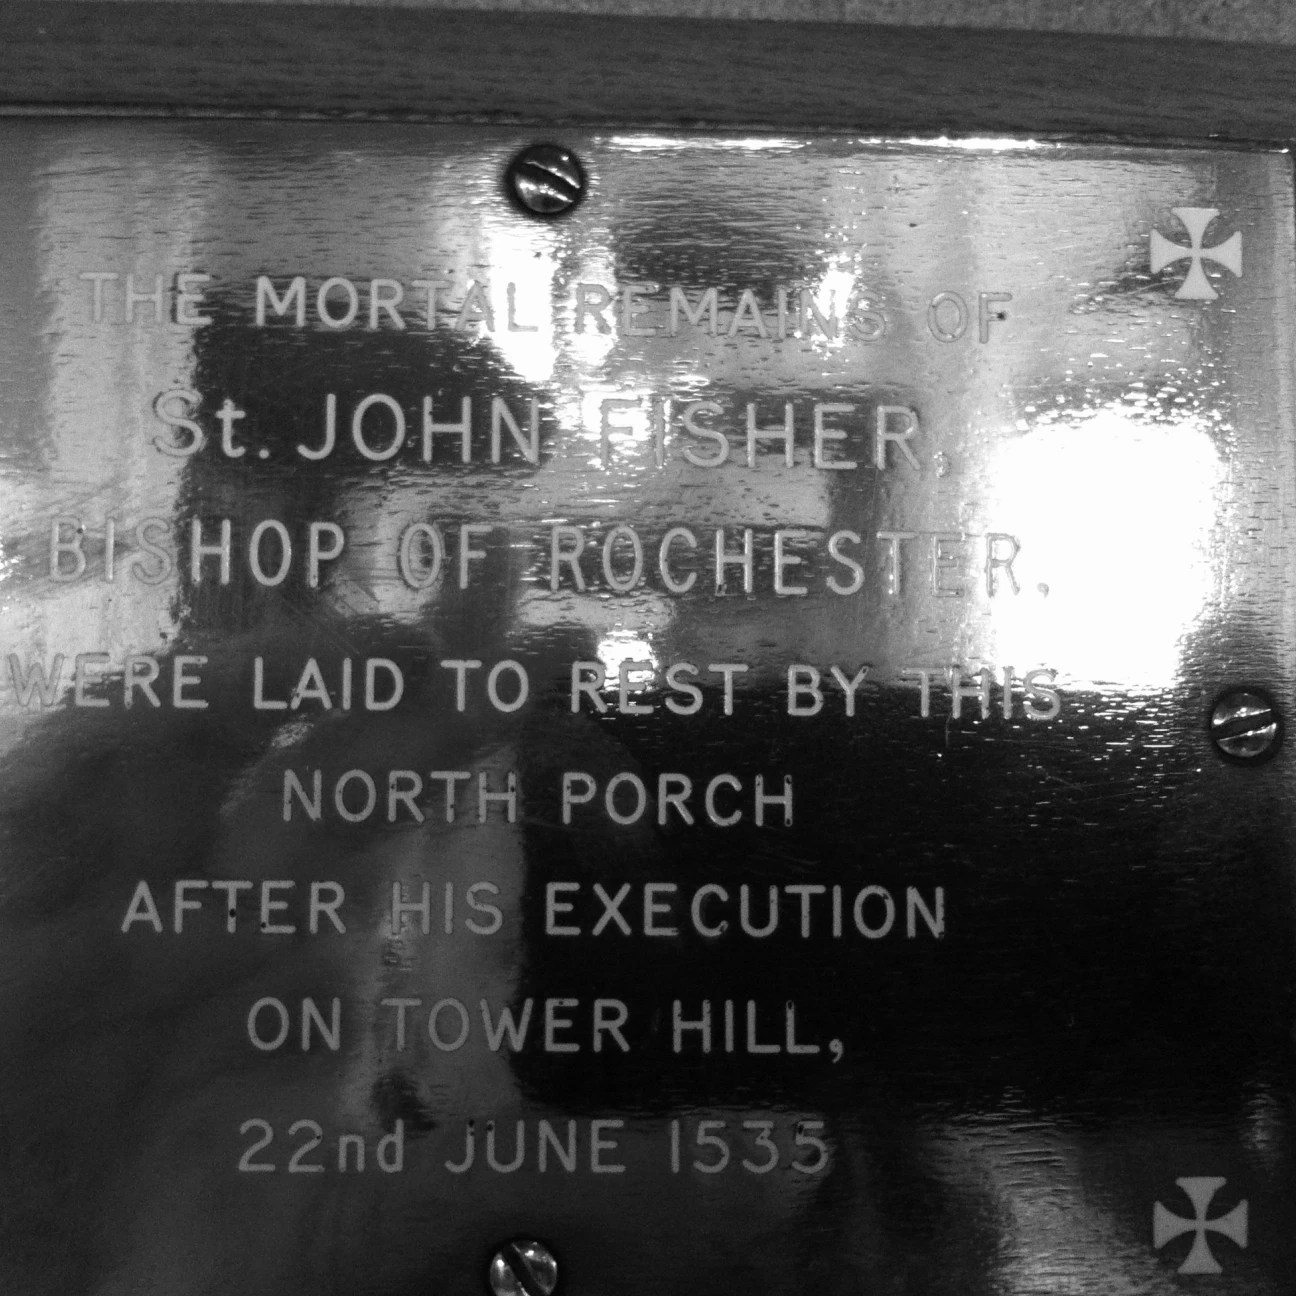 THE MORTAL REMAINS OF
St. JOHN FISHER,
BISHOP OF ROCHESTER,
WERE LAID TO REST BY THIS
NORTH PORCH
AFTER HIS EXECUTION
ON TOWER HILL,
22nd JUNE 1535